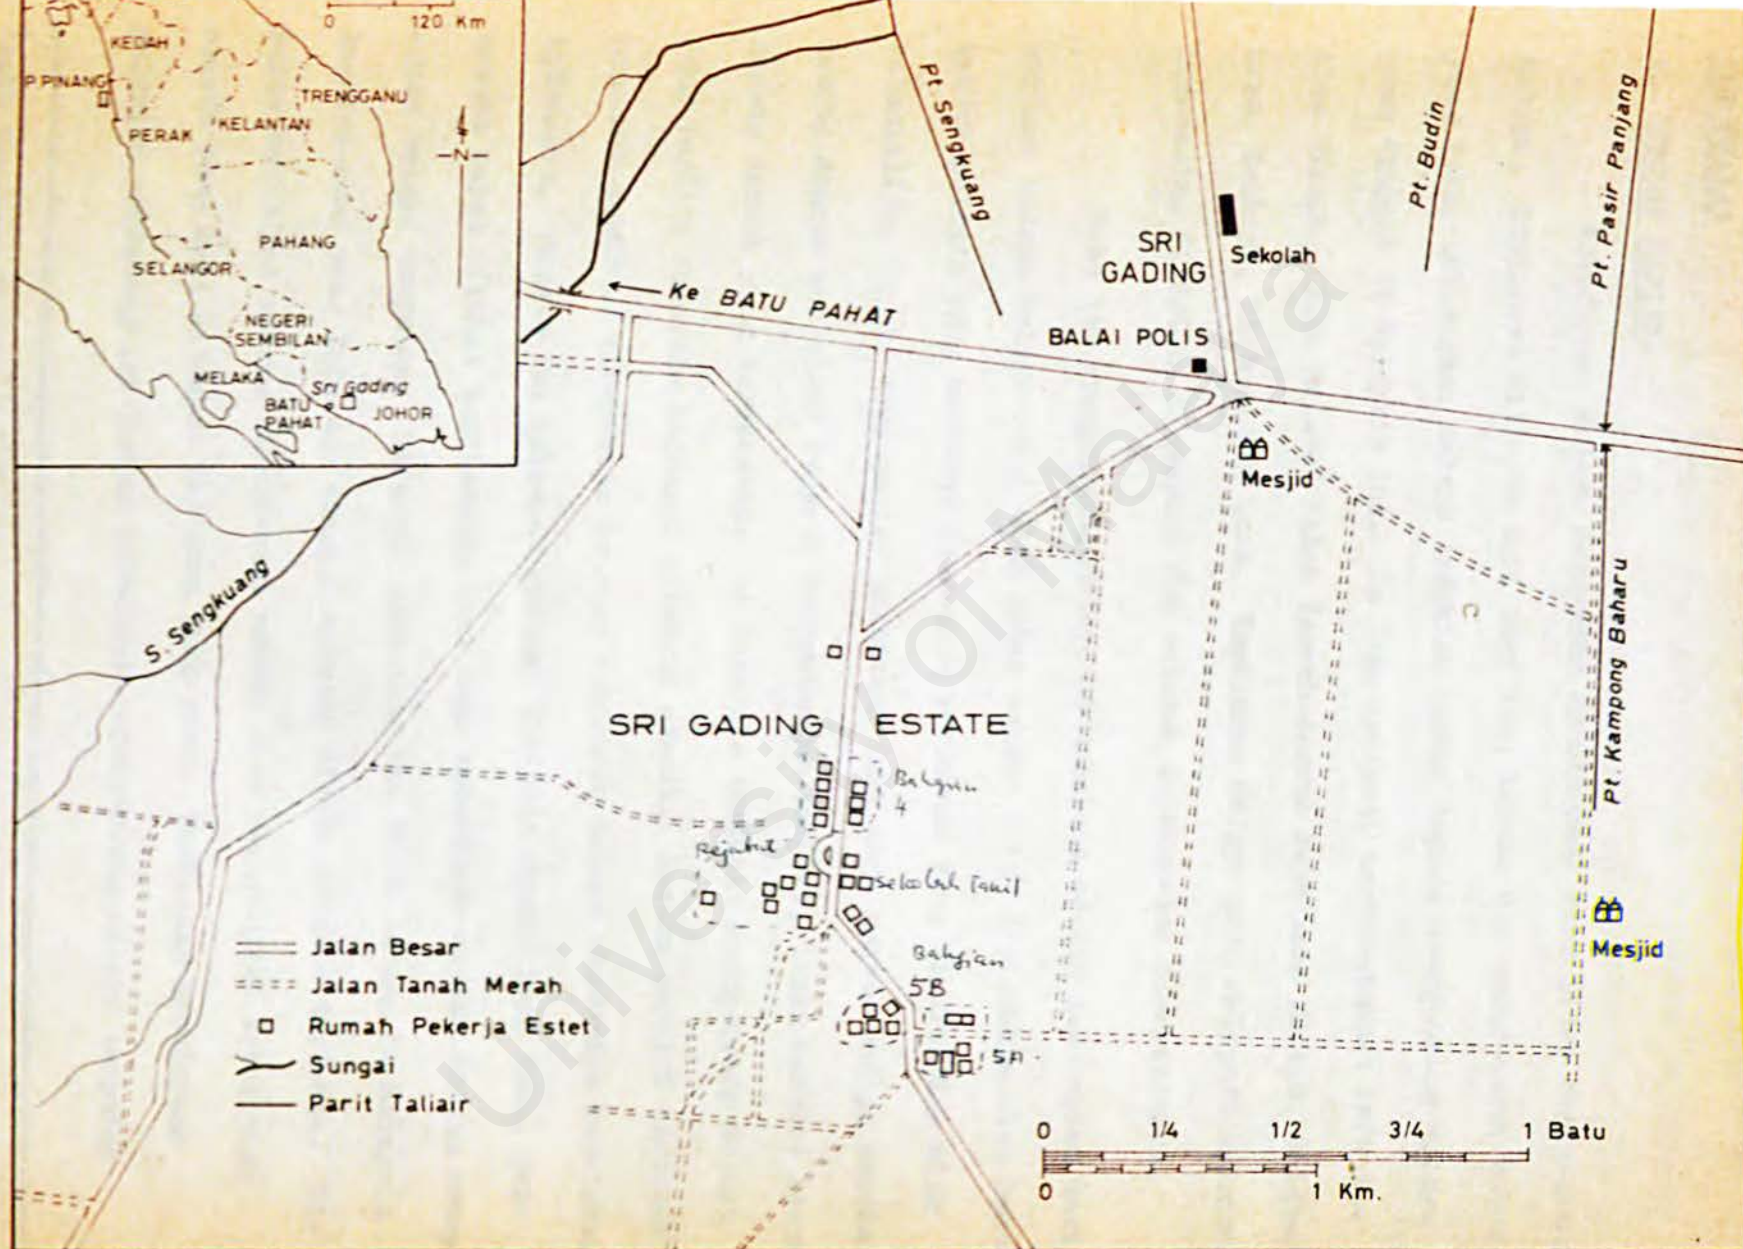 0 120 Km
KEDAH
P. PINANG
TRENGGANU
PERAK
KELANTAN
N
PAHANG
SELANGOR
NEGERI
SEMBILAN
MELAKA
Sri Gading
BATU
PAHAT
JOHOR
Pt Sengkuang
Pt. Budin
Pt. Pasir Panjang
SRI
GADING
Sekolah
Ke BATU PAHAT
BALAI POLIS
Mesjid
S. Sengkuang
Pt. Kampong Baharu
SRI GADING ESTATE
Bahgian
4
Pejabat
Sekolah Tamil
Bahgian
5B
5A
Mesjid
Jalan Besar
Jalan Tanah Merah
Rumah Pekerja Estet
Sungai
Parit Taliair
0 1/4 1/2 3/4 1 Batu
0 1 Km.
University of Malaya